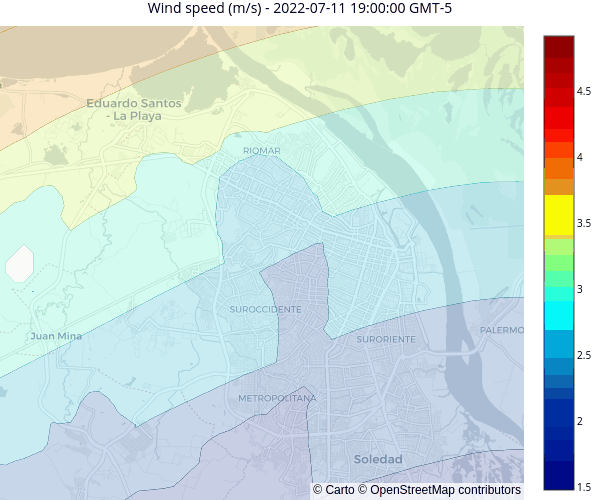 Wind speed (m/s) - 2022-07-11 19:00:00 GMT-5
Eduardo Santos
- La Playa
RIOMAR
SUROCCIDENTE
Juan Mina
SURORIENTE
PALERMO
METROPOLITANA
Soledad
© Carto © OpenStreetMap contributors
4.5
4
3.5
3
2.5
2
1.5